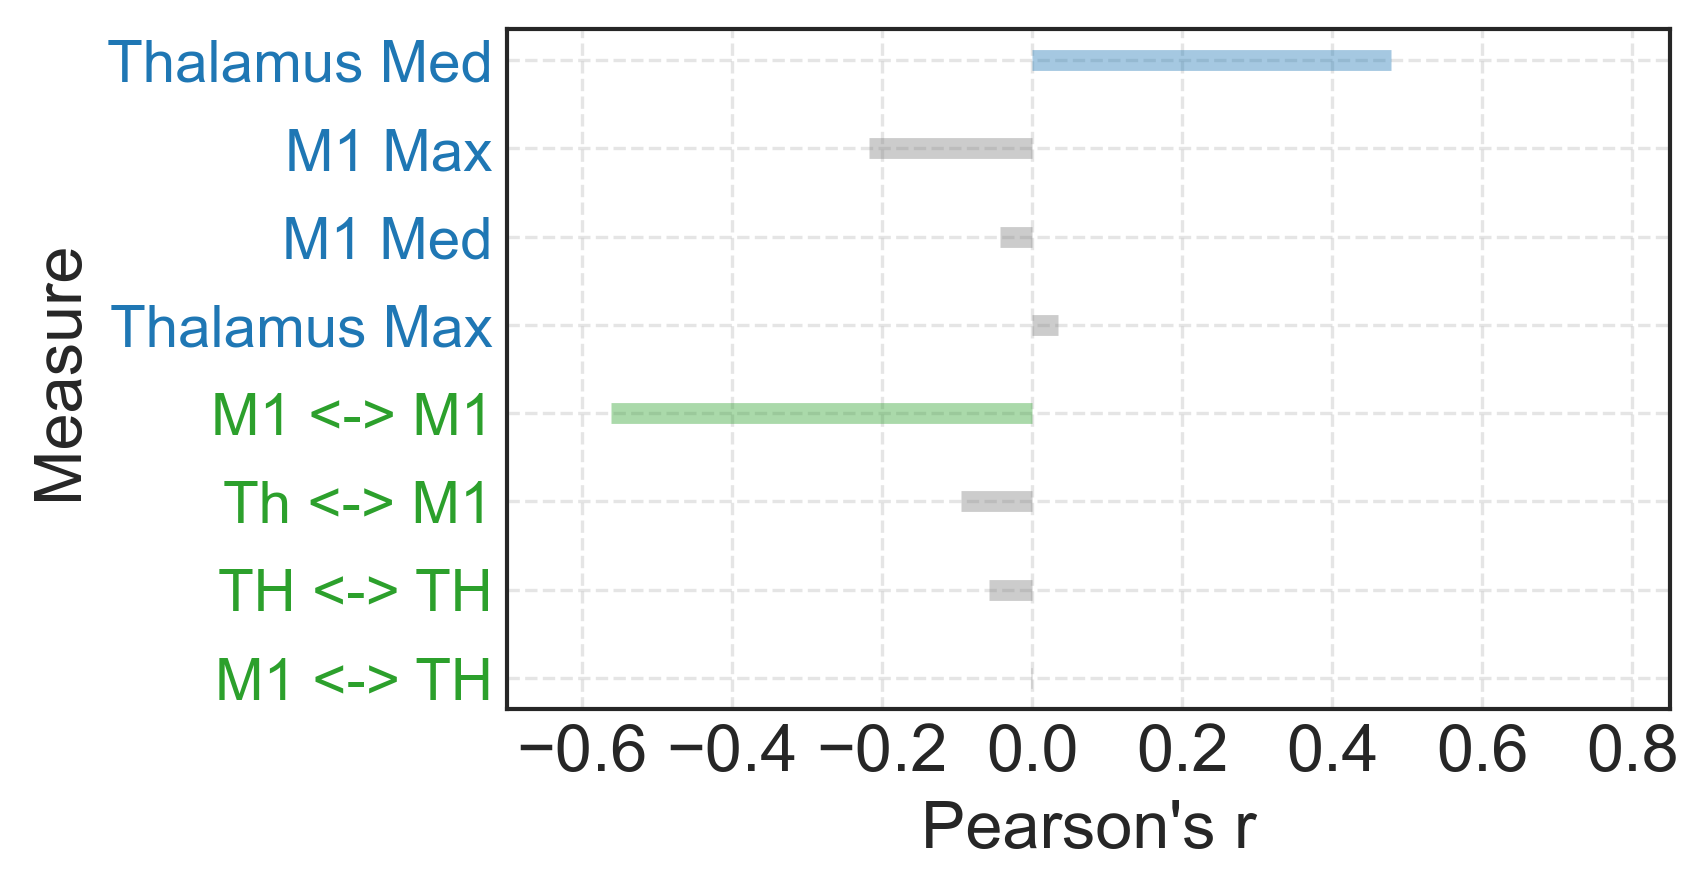 Measure
Thalamus Med
M1 Max
M1 Med
Thalamus Max
M1 <-> M1
Th <-> M1
TH <-> TH
M1 <-> TH
−0.6 −0.4 −0.2 0.0 0.2 0.4 0.6 0.8
Pearson's r